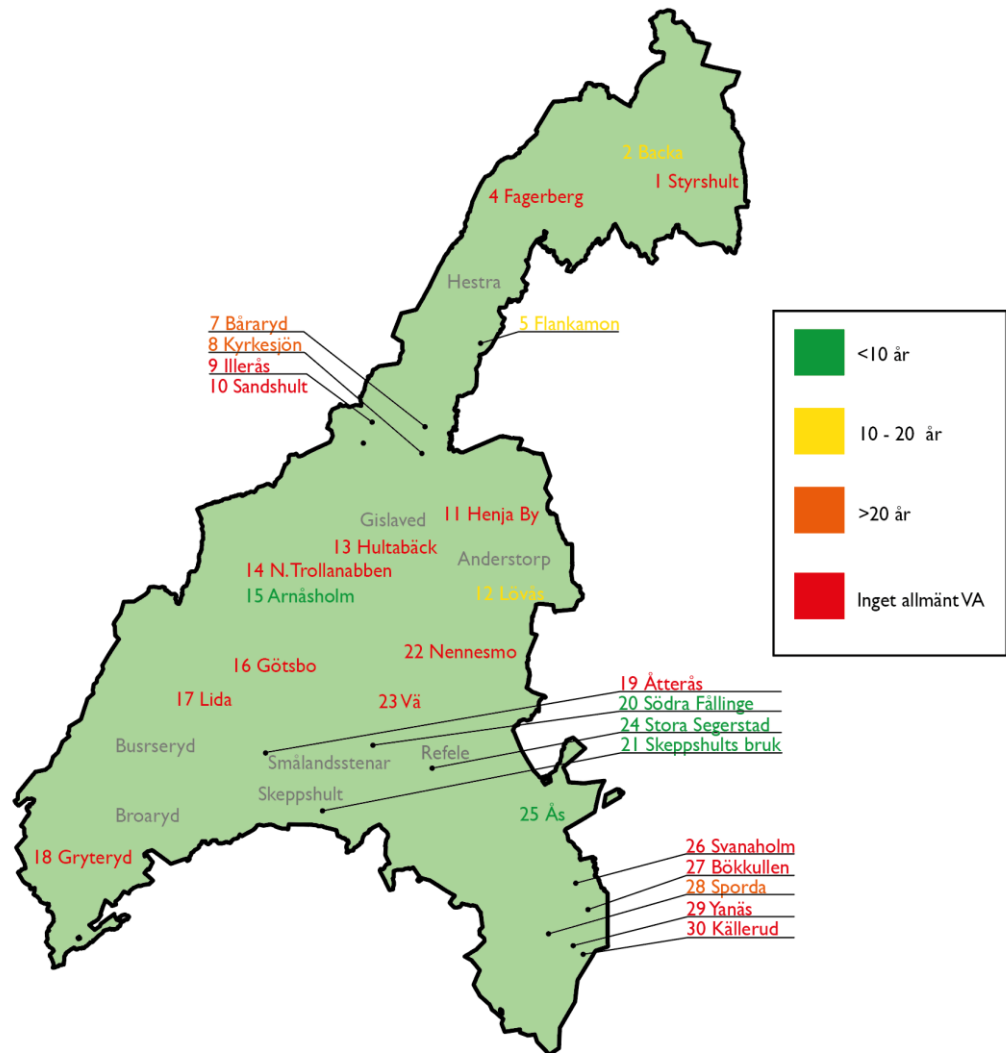 2 Backa
1 Styrshult
4 Fagerberg
Hestra
7 Båraryd
8 Kyrkesjön
9 Illerås
10 Sandshult
5 Flankamon
<10 år
10 - 20 år
>20 år
Inget allmänt VA
Gislaved
11 Henja By
13 Hultabäck
Anderstorp
14 N. Trollanabben
15 Arnåsholm
12 Lövås
16 Götsbo
22 Nennesmo
17 Lida
23 Vä
19 Åtterås
20 Södra Fållinge
24 Stora Segerstad
21 Skeppshults bruk
Busrseryd
Smålandsstenar
Refele
Skeppshult
Broaryd
25 Ås
18 Gryteryd
26 Svanaholm
27 Bökkullen
28 Sporda
29 Yanäs
30 Källerud